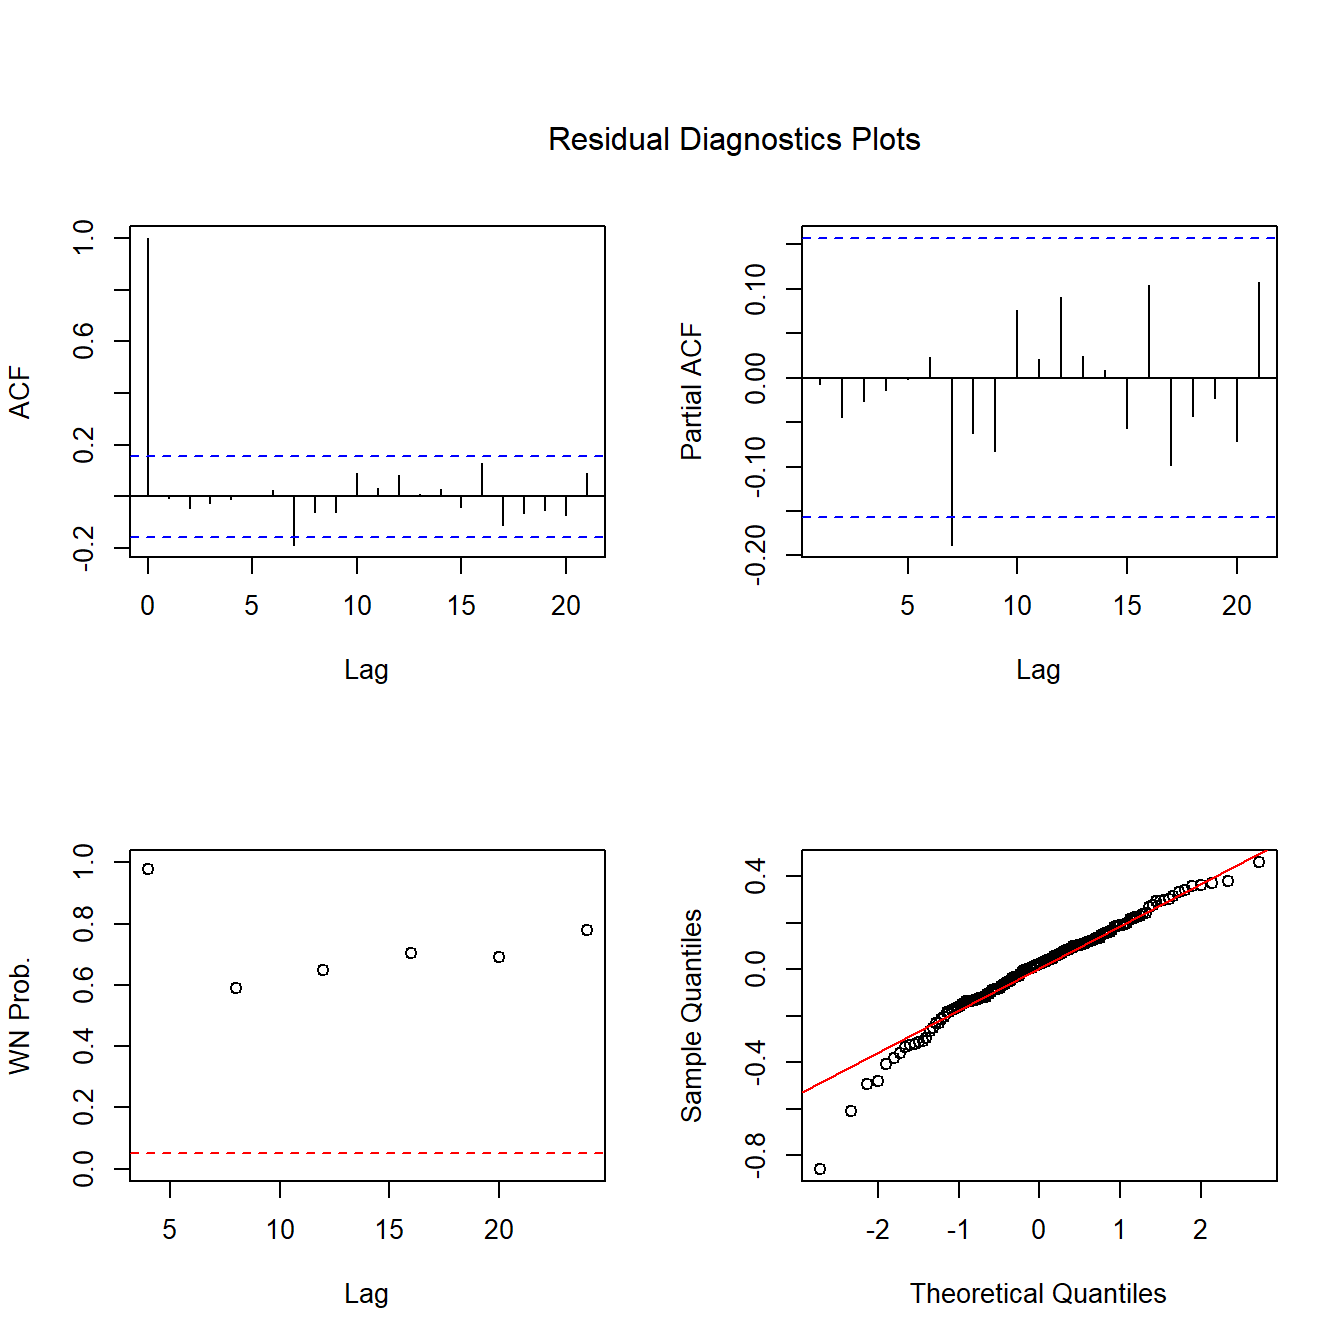 Residual Diagnostics Plots
ACF
-0.2 0.2 0.6 1.0
0 5 10 15 20
Lag
Partial ACF
-0.20 -0.10 0.00 0.10
5 10 15 20
Lag
WN Prob.
0.0 0.2 0.4 0.6 0.8 1.0
5 10 15 20
Lag
Sample Quantiles
-0.8 -0.4 0.0 0.4
-2 -1 0 1 2
Theoretical Quantiles